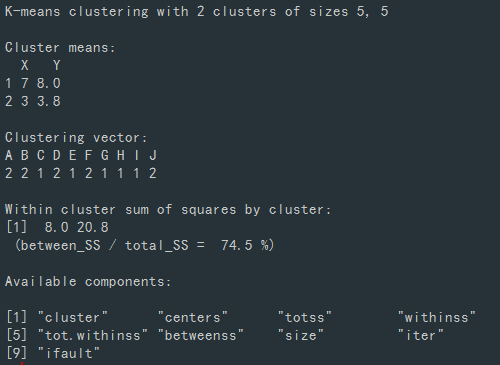 K-means clustering with 2 clusters of sizes 5, 5
Cluster means:
X Y
1 7 8.0
2 3 3.8
Clustering vector:
A B C D E F G H I J
2 2 1 2 1 2 1 1 1 2
Within cluster sum of squares by cluster:
[1] 8.0 20.8
(between_SS / total_SS = 74.5 %)
Available components:
[1] "cluster" "centers" "totss" "withinss"
[5] "tot.withinss" "betweenss" "size" "iter"
[9] "ifault"